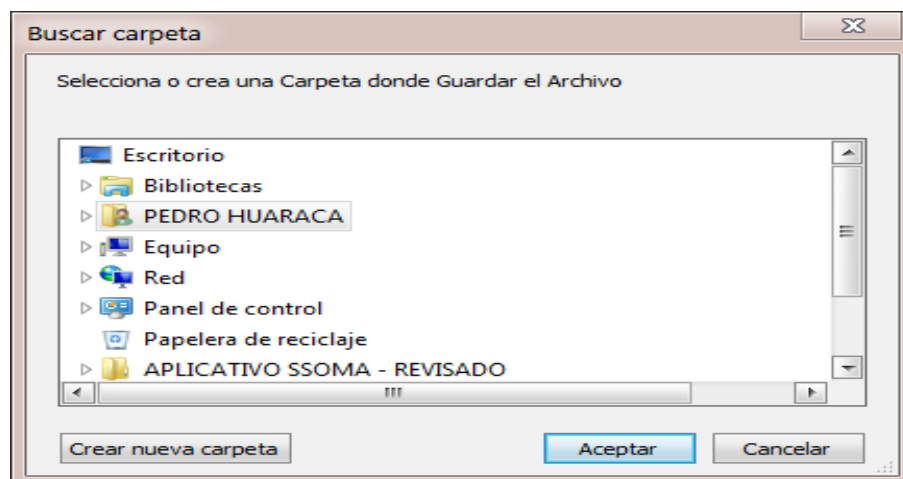 Buscar carpeta
Selecciona o crea una Carpeta donde Guardar el Archivo
Escritorio
Bibliotecas
PEDRO HUARACA
Equipo
Red
Panel de control
Papelera de reciclaje
APLICATIVO SSOMA - REVISADO
Crear nueva carpeta Aceptar Cancelar